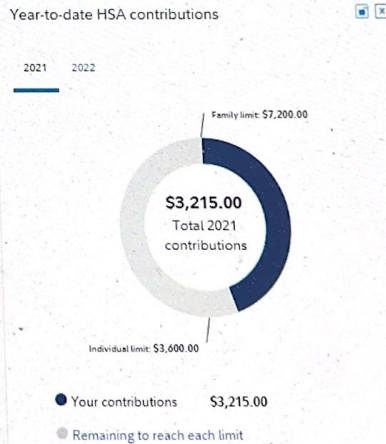 Year-to-date HSA contributions
2021 2022
Family limit: $7,200.00
$3,215.00
Total 2021
contributions
Individual limit: $3,600.00
Your contributions $3,215.00
Remaining to reach each limit